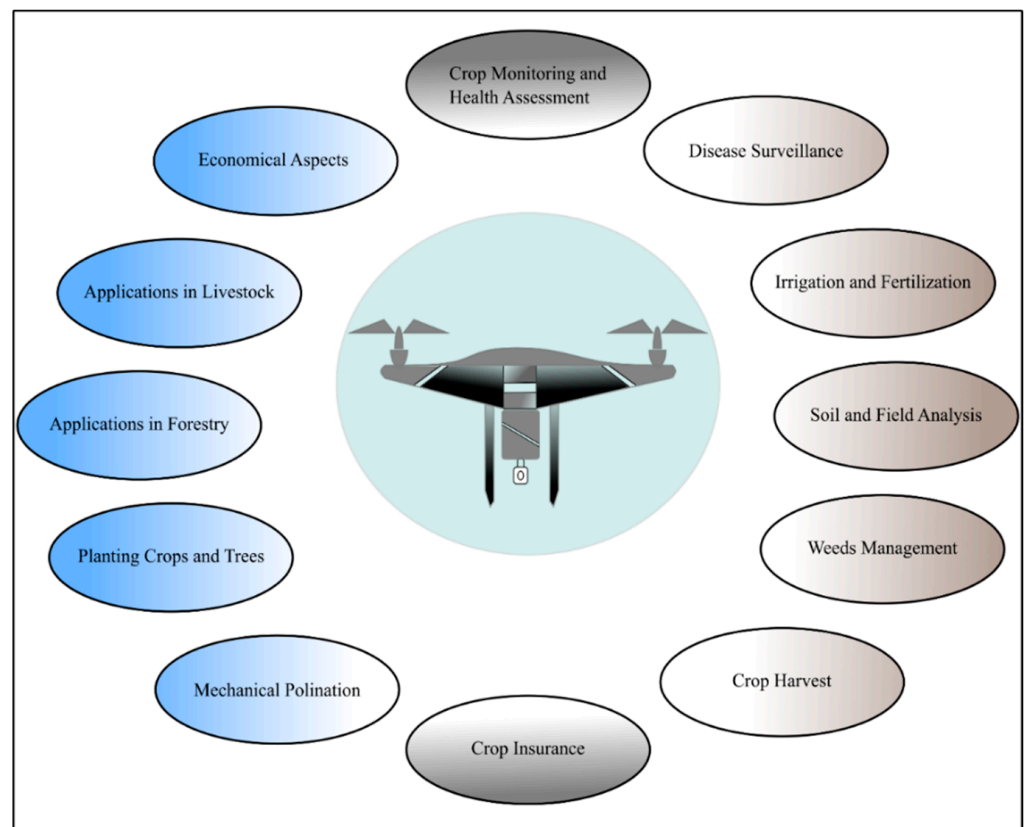 Crop Monitoring and
Health Assessment
Economical Aspects
Disease Surveillance
Applications in Livestock
Irrigation and Fertilization
Applications in Forestry
Soil and Field Analysis
Planting Crops and Trees
Weeds Management
Mechanical Polination
Crop Harvest
Crop Insurance